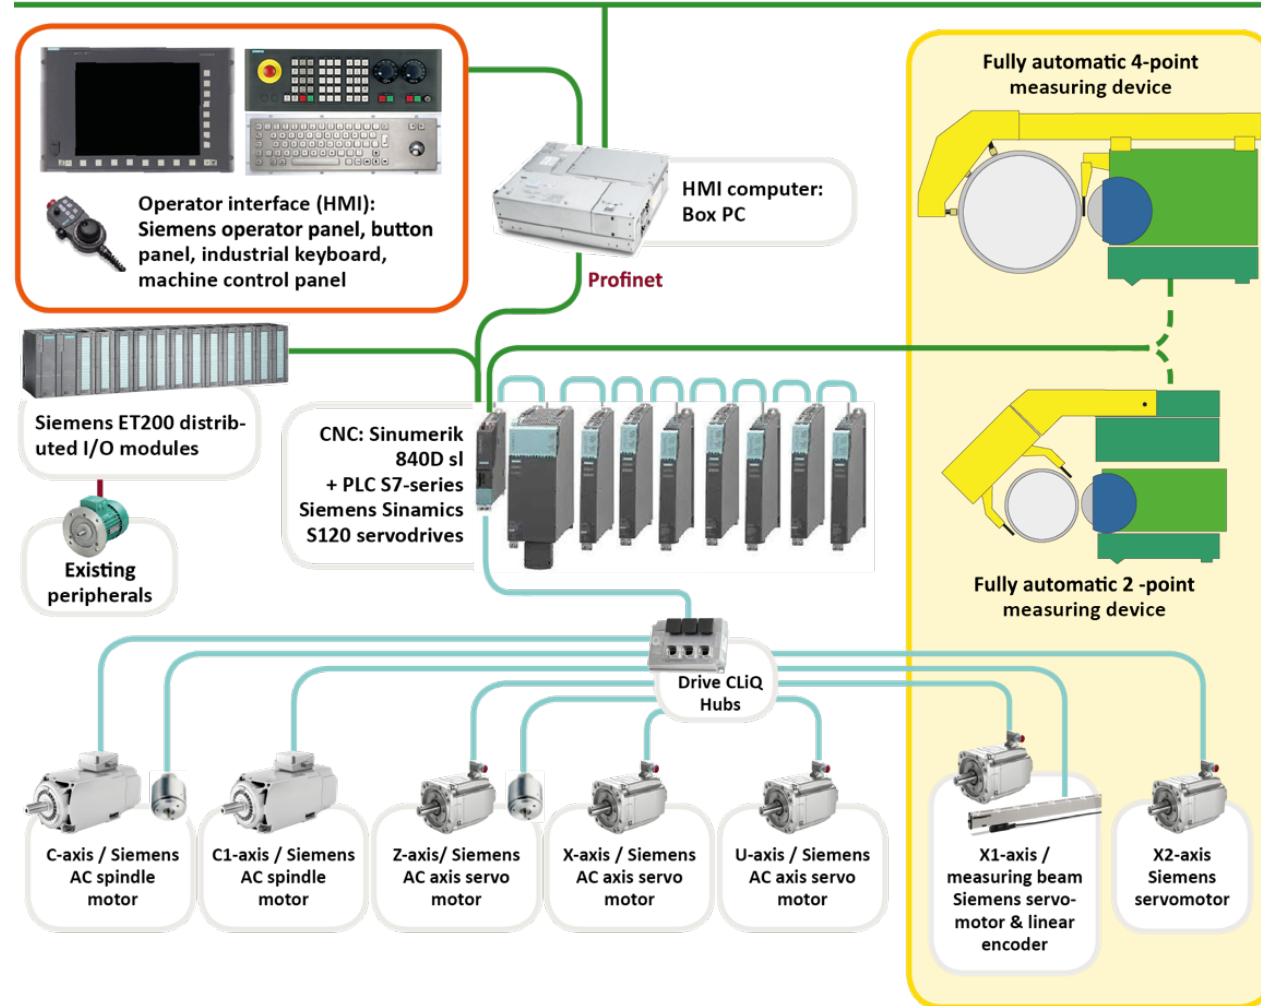 Fully automatic 4-point
measuring device
Operator interface (HMI):
Siemens operator panel, button
panel, industrial keyboard,
machine control panel
HMI computer:
Box PC
Profinet
Siemens ET200 distrib-
uted I/O modules
CNC: Sinumerik
840D sl
+ PLC S7-series
Siemens Sinamics
S120 servodrives
Existing
peripherals
Fully automatic 2 -point
measuring device
Drive CLiQ
Hubs
C-axis / Siemens
AC spindle
motor
C1-axis / Siemens
AC spindle
motor
Z-axis/ Siemens
AC axis servo
motor
X-axis / Siemens
AC axis servo
motor
U-axis / Siemens
AC axis servo
motor
X1-axis /
measuring beam
Siemens servo-
motor & linear
encoder
X2-axis
Siemens
servomotor